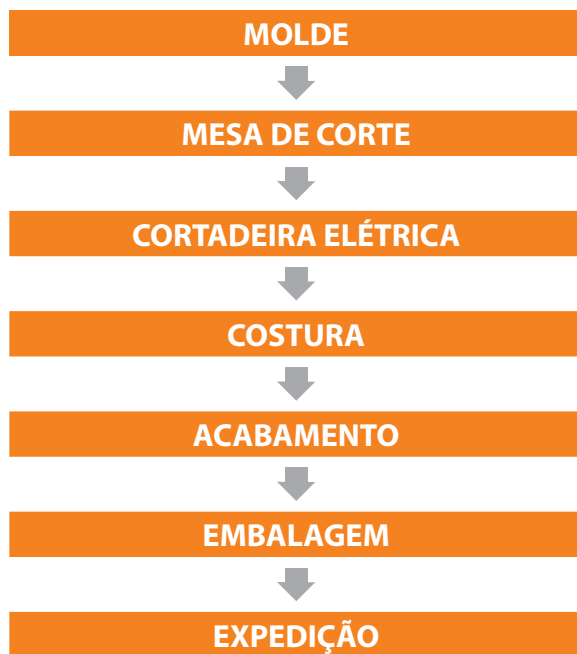 MOLDE
MESA DE CORTE
CORTADEIRA ELÉTRICA
COSTURA
ACABAMENTO
EMBALAGEM
EXPEDIÇÃO